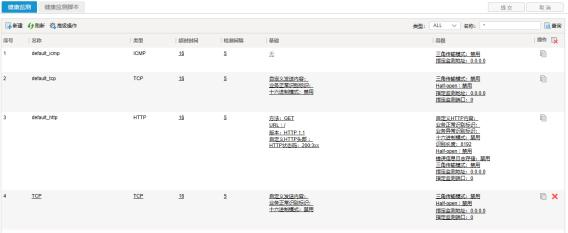 健康监测 健康监测脚本 提交 取消
新建 刷新 高级操作 类型: ALL 名称: * 查询
序号 名称 类型 超时时间 检测间隔 基础 高级 操作
1 default_icmp ICMP 16 5 无 三角传输模式: 禁用
指定监测地址: 0.0.0.0
2 default_tcp TCP 16 5 自定义发送内容: 三角传输模式: 禁用
业务正常识别标识: Half-open: 禁用
十六进制模式: 禁用 指定监测地址: 0.0.0.0
指定监测端口: 0
3 default_http HTTP 16 5 方法: GET 自定义HTTP内容:
URL: / 业务正常识别标识:
版本: HTTP 1.1 业务异常识别标识:
自定义HTTP头部: 十六进制模式: 禁用
HTTP状态码: 200:3xx 识别长度: 8192
Half-open: 禁用
错误信息日志存储: 禁用
三角传输模式: 禁用
指定监测地址: 0.0.0.0
指定监测端口: 0
4 TCP TCP 16 5 自定义发送内容: 三角传输模式: 禁用
业务正常识别标识: Half-open: 禁用
十六进制模式: 禁用 指定监测地址: 0.0.0.0
指定监测端口: 0